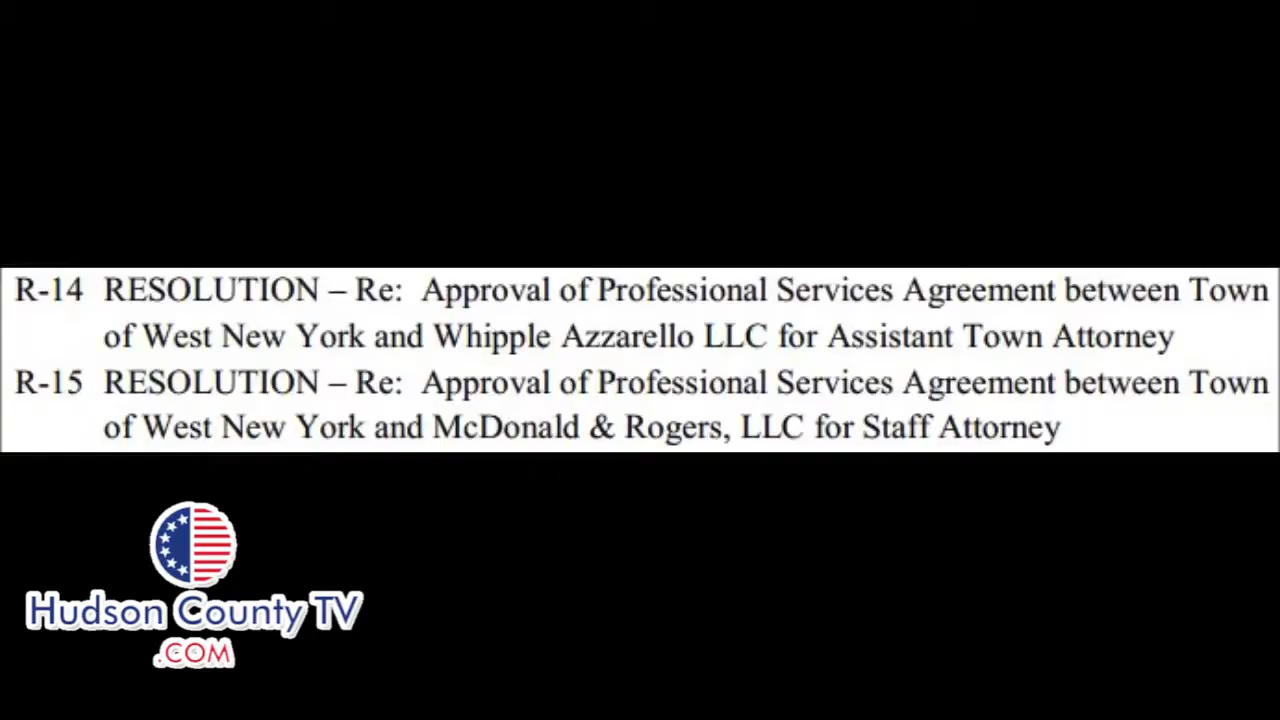 R-14 RESOLUTION – Re: Approval of Professional Services Agreement between Town
of West New York and Whipple Azzarello LLC for Assistant Town Attorney
R-15 RESOLUTION – Re: Approval of Professional Services Agreement between Town
of West New York and McDonald & Rogers, LLC for Staff Attorney
Hudson County TV
.COM